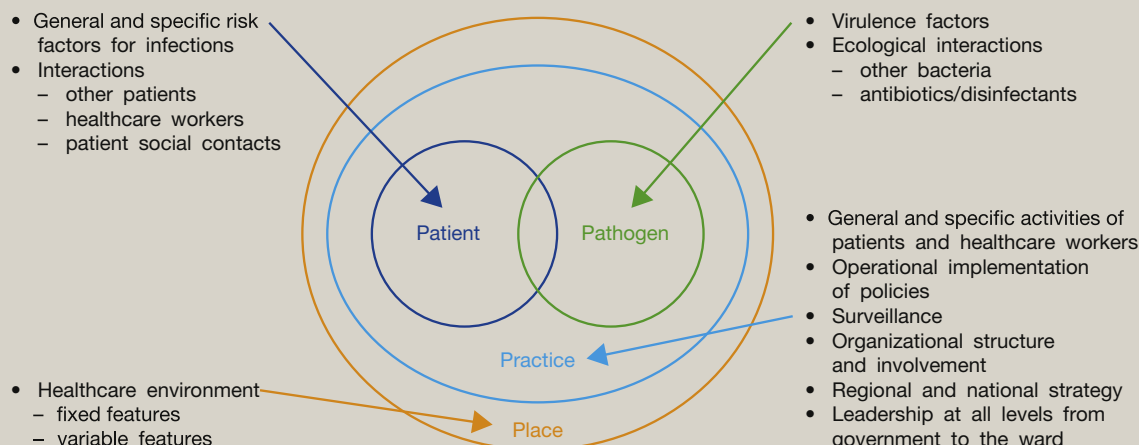 • General and specific risk
factors for infections
• Interactions
– other patients
– healthcare workers
– patient social contacts
• Virulence factors
• Ecological interactions
– other bacteria
– antibiotics/disinfectants
Patient
Pathogen
• General and specific activities of
patients and healthcare workers
• Operational implementation
of policies
• Surveillance
• Organizational structure
and involvement
• Regional and national strategy
• Leadership at all levels from
government to the ward
Practice
• Healthcare environment
– fixed features
– variable features
Place